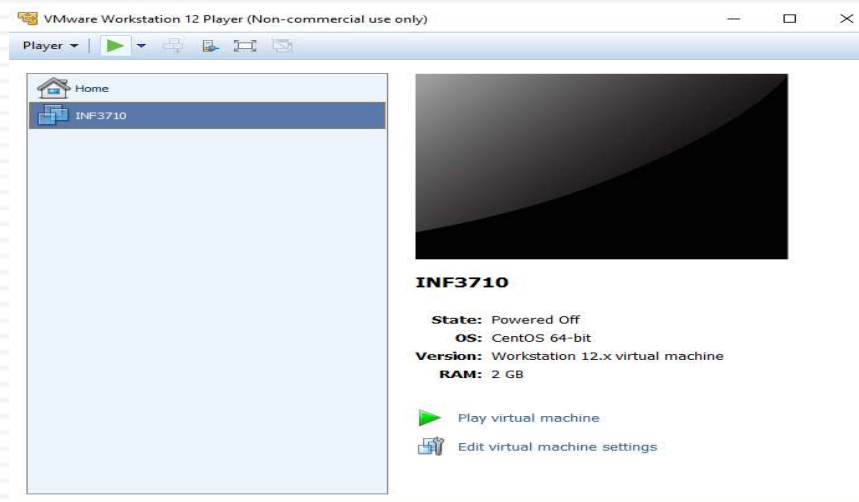 VMware Workstation 12 Player (Non-commercial use only)
Player
Home
INF3710
INF3710
State: Powered Off
OS: CentOS 64-bit
Version: Workstation 12.x virtual machine
RAM: 2 GB
Play virtual machine
Edit virtual machine settings